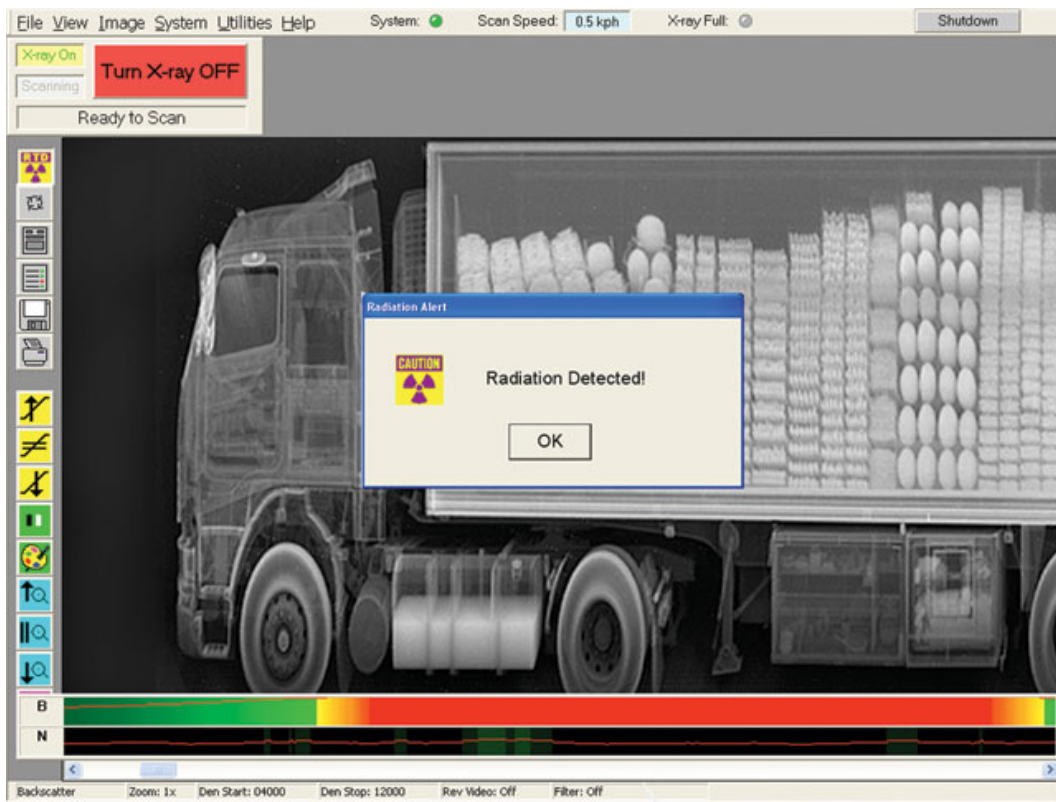 File View Image System Utilities Help System: Scan Speed: 0.5 kph X-ray Full: Shutdown
X-ray On
Turn X-ray OFF
Scanning
Ready to Scan
RTD
Radiation Alert
CAUTION
Radiation Detected!
OK
B
N
Backscatter Zoom: 1x Den Start: 04000 Den Stop: 12000 Rev Video: Off Filter: Off